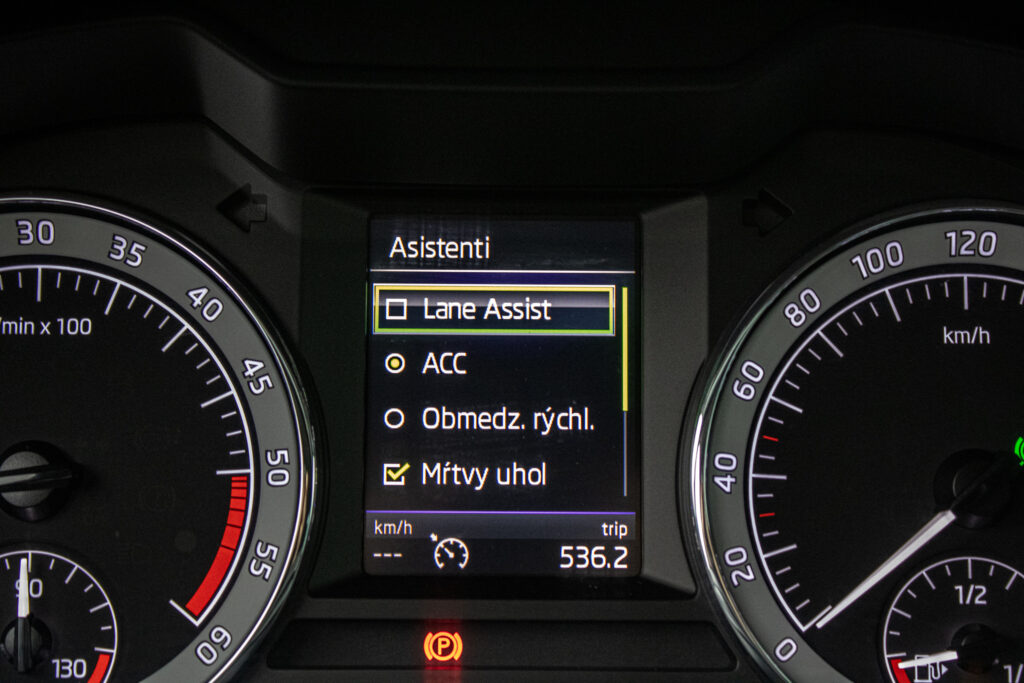 Asistenti
Lane Assist
ACC
Obmedz. rýchl.
Mŕtvy uhol
km/h
trip
---
536.2
P
30
35
40
45
50
55
60
/min x 100
90
130
0
20
40
60
80
100
120
km/h
1/2